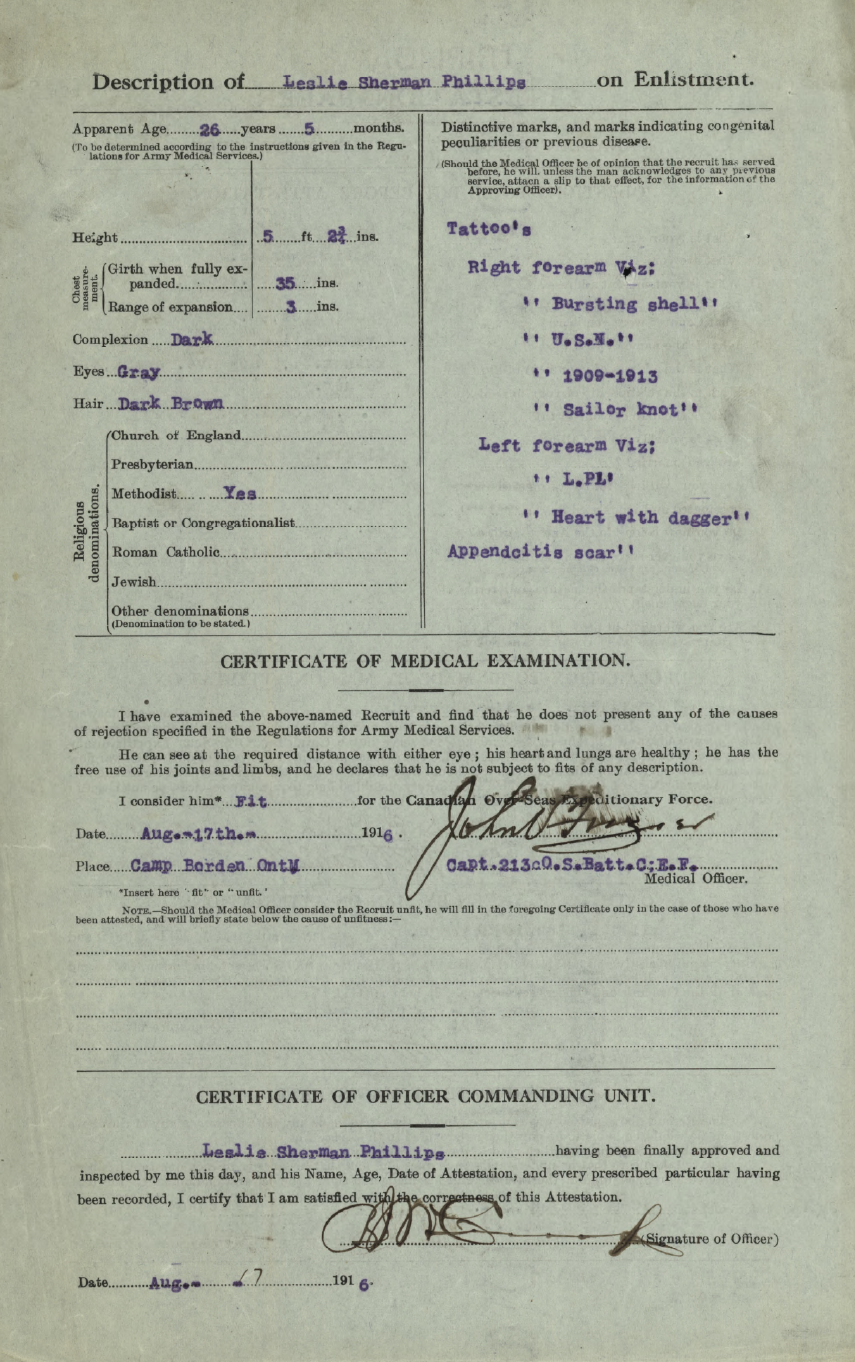 Description of Leslie Sherman Phillips on Enlistment.
Apparent Age 26 years 5 months.
(To be determined according to the instructions given in the Regulations for Army Medical Services.)
Height 5 ft. 2¾ ins.
Chest measurement.
Girth when fully expanded 35 ins.
Range of expansion 3 ins.
Complexion Dark
Eyes Gray
Hair Dark Brown
Religious denominations.
Church of England
Presbyterian
Methodist Yes
Baptist or Congregationalist
Roman Catholic
Jewish
Other denominations
(Denomination to be stated.)
Distinctive marks, and marks indicating congenital
peculiarities or previous disease.
(Should the Medical Officer be of opinion that the recruit has served
before, he will, unless the man acknowledges to any previous
service, attach a slip to that effect, for the information of the
Approving Officer).
Tattoo's
Right forearm Viz;
'' Bursting shell''
'' U.S.N.''
'' 1909-1913
'' Sailor knot''
Left forearm Viz;
'' L.PL'
'' Heart with dagger''
Appendcitis scar''
CERTIFICATE OF MEDICAL EXAMINATION.
I have examined the above-named Recruit and find that he does not present any of the causes
of rejection specified in the Regulations for Army Medical Services.
He can see at the required distance with either eye; his heart and lungs are healthy; he has the
free use of his joints and limbs, and he declares that he is not subject to fits of any description.
I consider him* Fit for the Canadian Over-Seas Expeditionary Force.
Date Aug. 17th. 1916.
John
Place Camp Borden Ont
Capt. 213 O.S.Batt.C;E.F.
Medical Officer.
*Insert here "fit" or "unfit."
NOTE.—Should the Medical Officer consider the Recruit unfit, he will fill in the foregoing Certificate only in the case of those who have
been attested, and will briefly state below the cause of unfitness:—
CERTIFICATE OF OFFICER COMMANDING UNIT.
Leslie Sherman Phillips having been finally approved and
inspected by me this day, and his Name, Age, Date of Attestation, and every prescribed particular having
been recorded, I certify that I am satisfied with the correctness of this Attestation.
(Signature of Officer)
Date Aug. 17 1916.